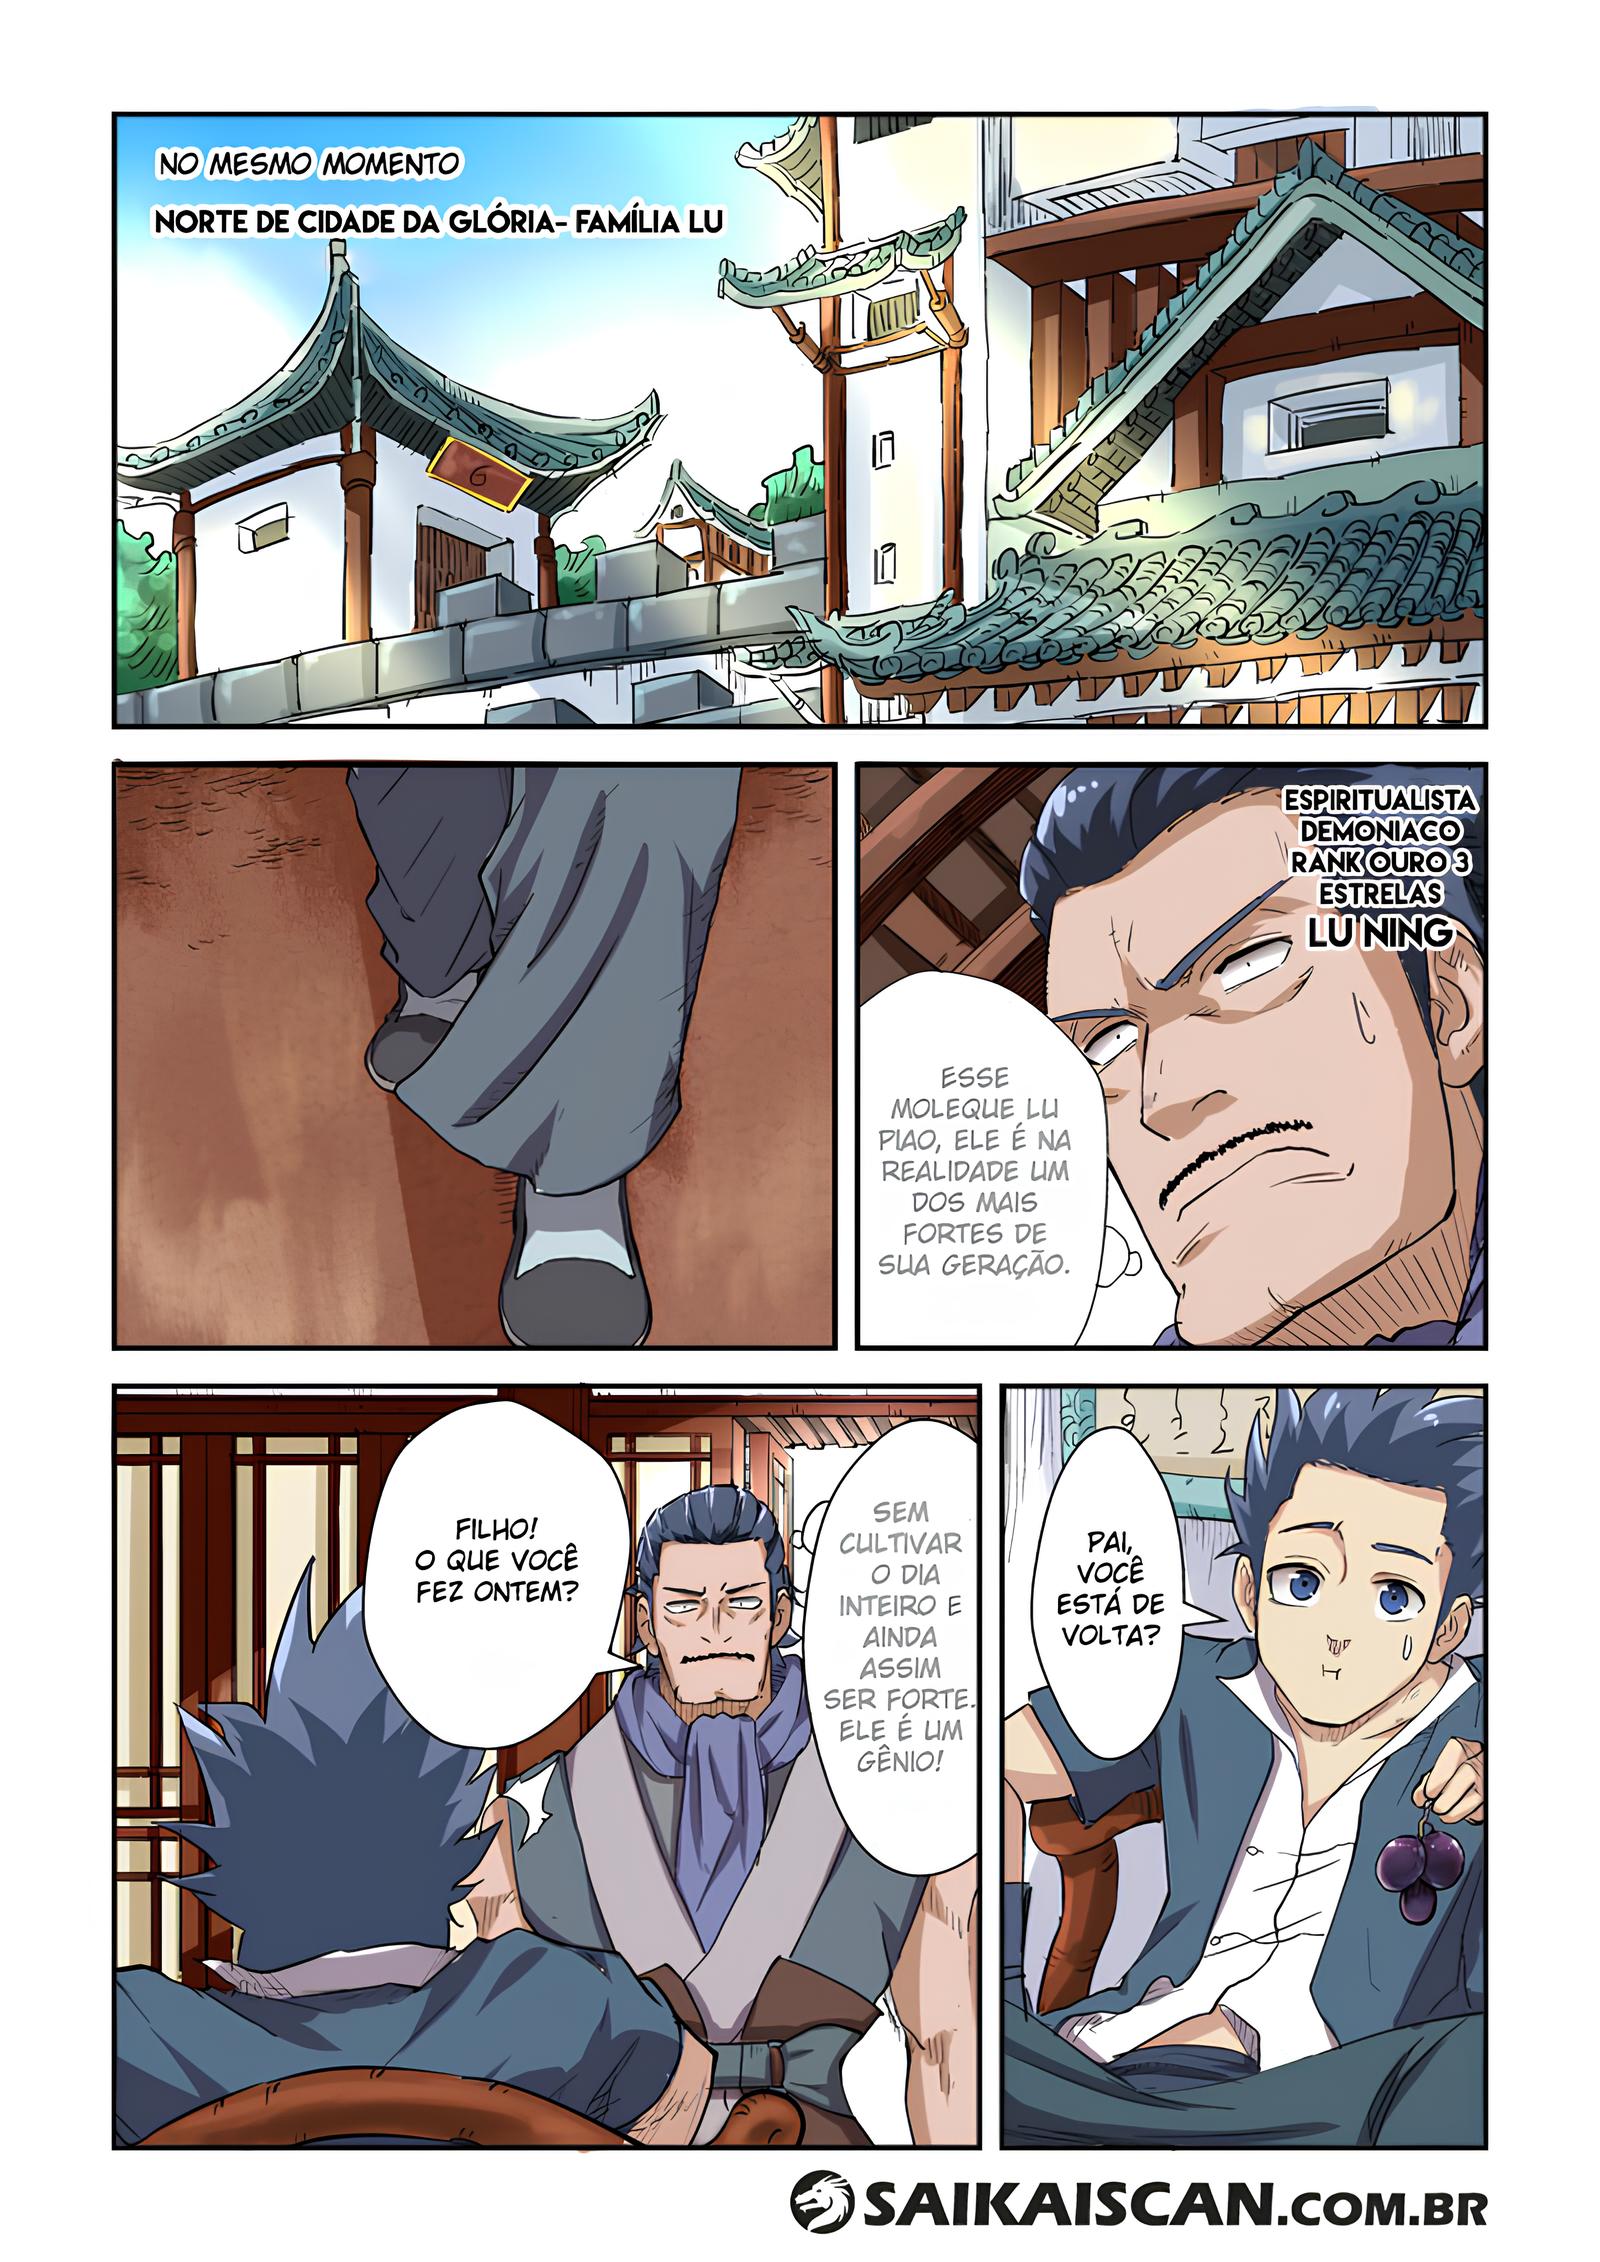 NO MESMO MOMENTO
NORTE DE CIDADE DA GLÓRIA- FAMÍLIA LU
ESPIRITUALISTA
DEMONIACO
RANK OURO 3
ESTRELAS
LU NING
ESSE
MOLEQUE LU
PIAO, ELE É NA
REALIDADE UM
DOS MAIS
FORTES DE
SUA GERAÇÃO.
FILHO!
O QUE VOCÊ
FEZ ONTEM?
SEM
CULTIVAR
O DIA
INTEIRO E
AINDA
ASSIM
SER FORTE.
ELE É UM
GÊNIO!
PAI,
VOCÊ
ESTÁ DE
VOLTA?
SAIKAISCAN.COM.BR